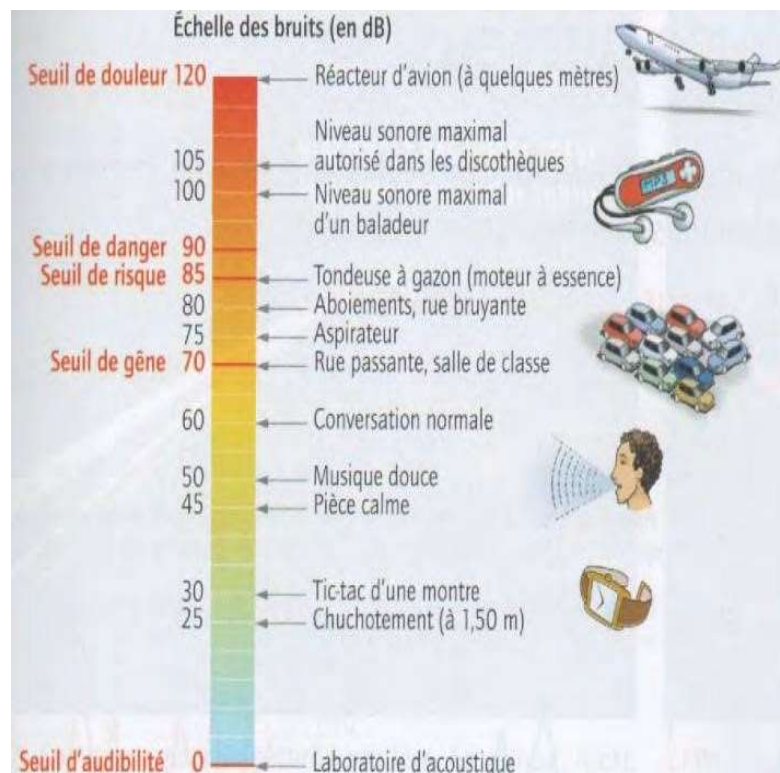 Échelle des bruits (en dB)
Seuil de douleur 120 Réacteur d'avion (à quelques mètres)
Niveau sonore maximal
105 autorisé dans les discothèques
100 Niveau sonore maximal
d'un baladeur
MP3
Seuil de danger 90
Seuil de risque 85 Tondeuse à gazon (moteur à essence)
80 Aboiements, rue bruyante
75 Aspirateur
Seuil de gêne 70 Rue passante, salle de classe
60 Conversation normale
50 Musique douce
45 Pièce calme
30 Tic-tac d'une montre
25 Chuchotement (à 1,50 m)
Seuil d'audibilité 0 Laboratoire d'acoustique